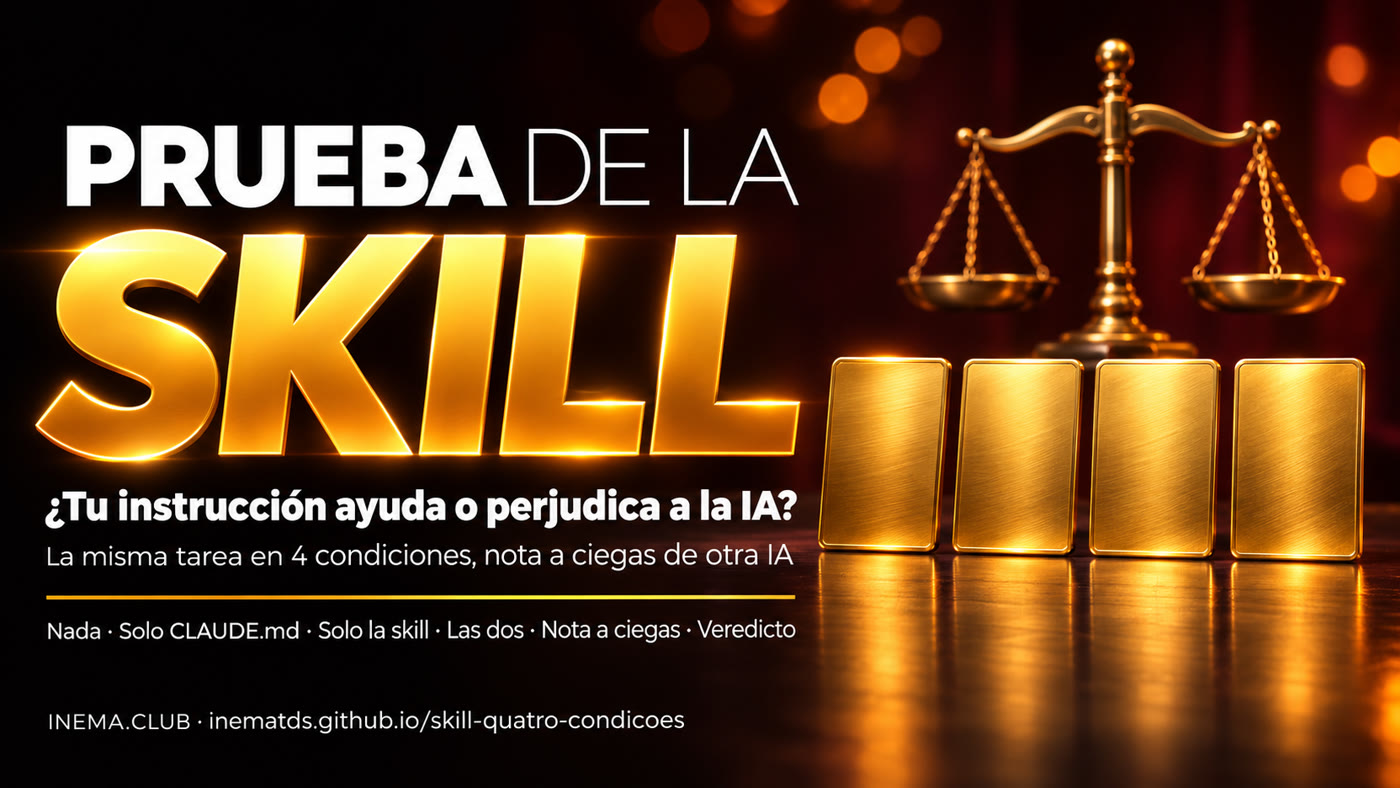 PRUEBA DE LA
SKILL
¿Tu instrucción ayuda o perjudica a la IA?
La misma tarea en 4 condiciones, nota a ciegas de otra IA
Nada · Solo CLAUDE.md · Solo la skill · Las dos · Nota a ciegas · Veredicto
INEMA.CLUB · inematds.github.io/skill-quatro-condicoes